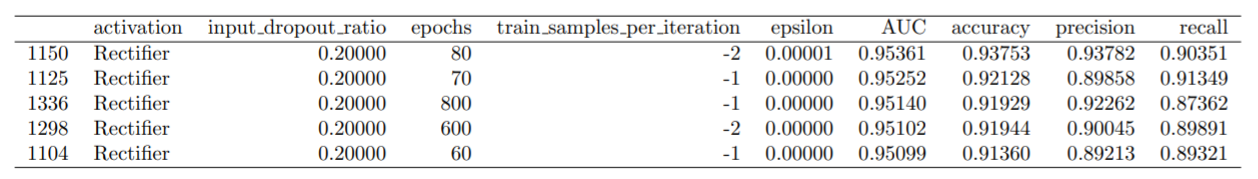 activation input_dropout_ratio epochs train_samples_per_iteration epsilon AUC accuracy precision recall
1150 Rectifier 0.20000 80 -2 0.00001 0.95361 0.93753 0.93782 0.90351
1125 Rectifier 0.20000 70 -1 0.00000 0.95252 0.92128 0.89858 0.91349
1336 Rectifier 0.20000 800 -1 0.00000 0.95140 0.91929 0.92262 0.87362
1298 Rectifier 0.20000 600 -2 0.00000 0.95102 0.91944 0.90045 0.89891
1104 Rectifier 0.20000 60 -1 0.00000 0.95099 0.91360 0.89213 0.89321